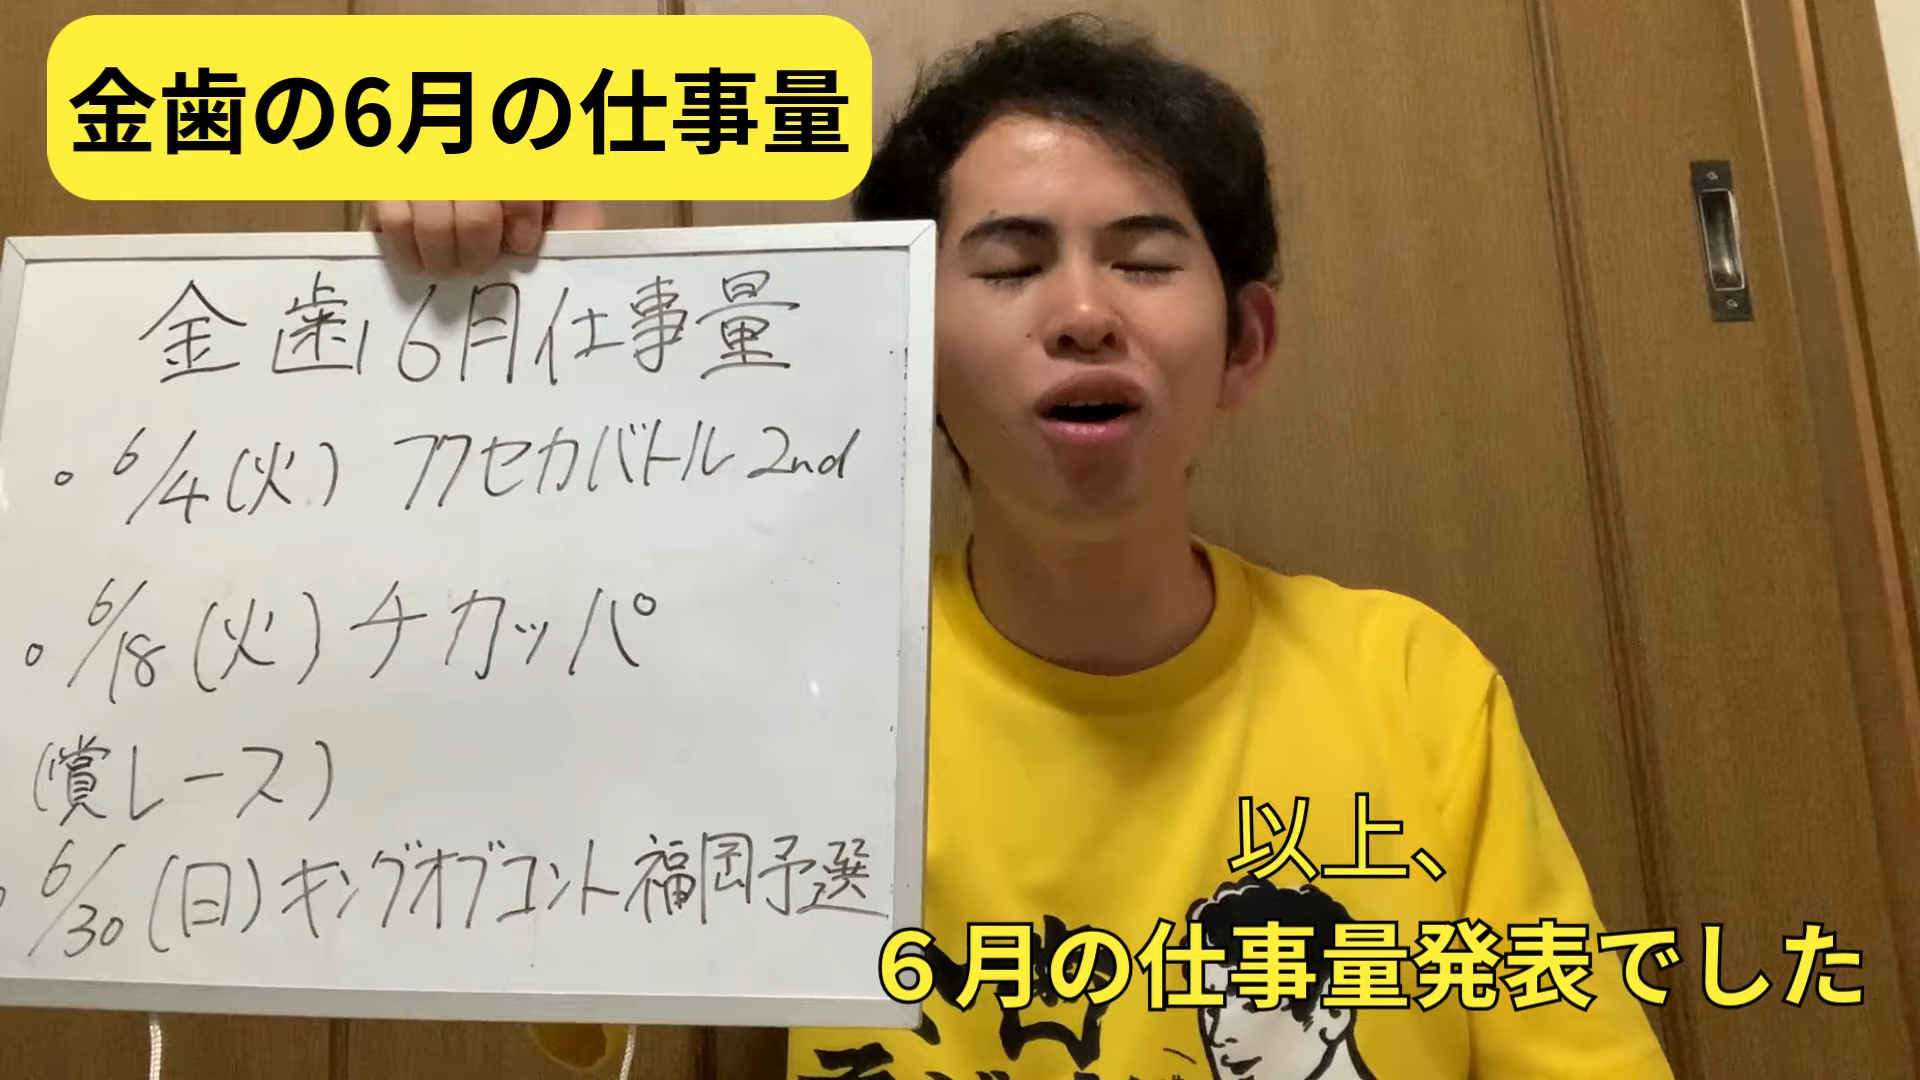 金歯の6月の仕事量
金歯 6月仕事量
。6/4(火) フクセカバトル2nd
。6/18(火)チカッパ
(賞レース)
。6/30(日)キングオブコント福岡予選
以上、
６月の仕事量発表でした